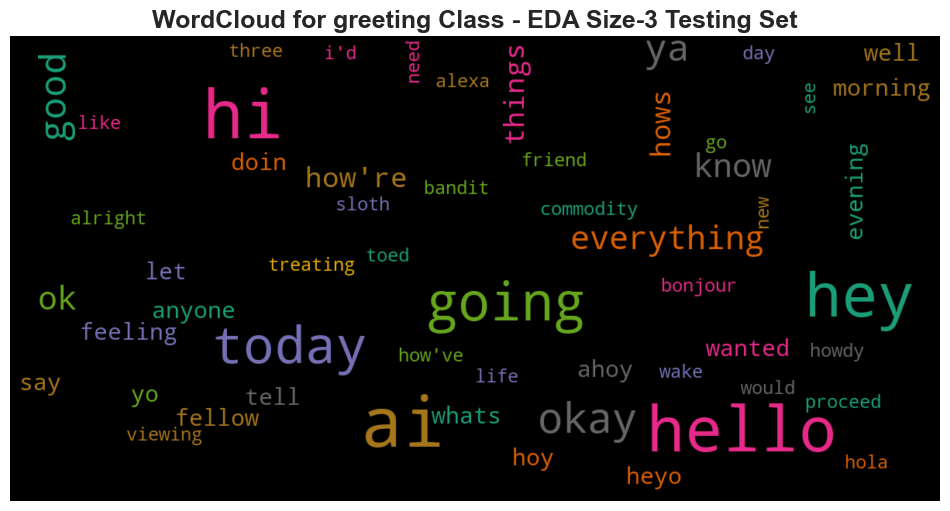 WordCloud for greeting Class - EDA Size-3 Testing Set
good
three
i'd
need
alexa
things
ya
day
well
like
hi
hows
see
morning
doin
how're
friend
go
know
bandit
sloth
evening
alright
commodity
new
everything
let
treating
toed
bonjour
ok
anyone
going
hey
feeling
today
how've
wanted
howdy
say
life
ahoy
wake
yo
tell
would
proceed
fellow
ai
whats
okay
hello
viewing
hoy
heyo
hola